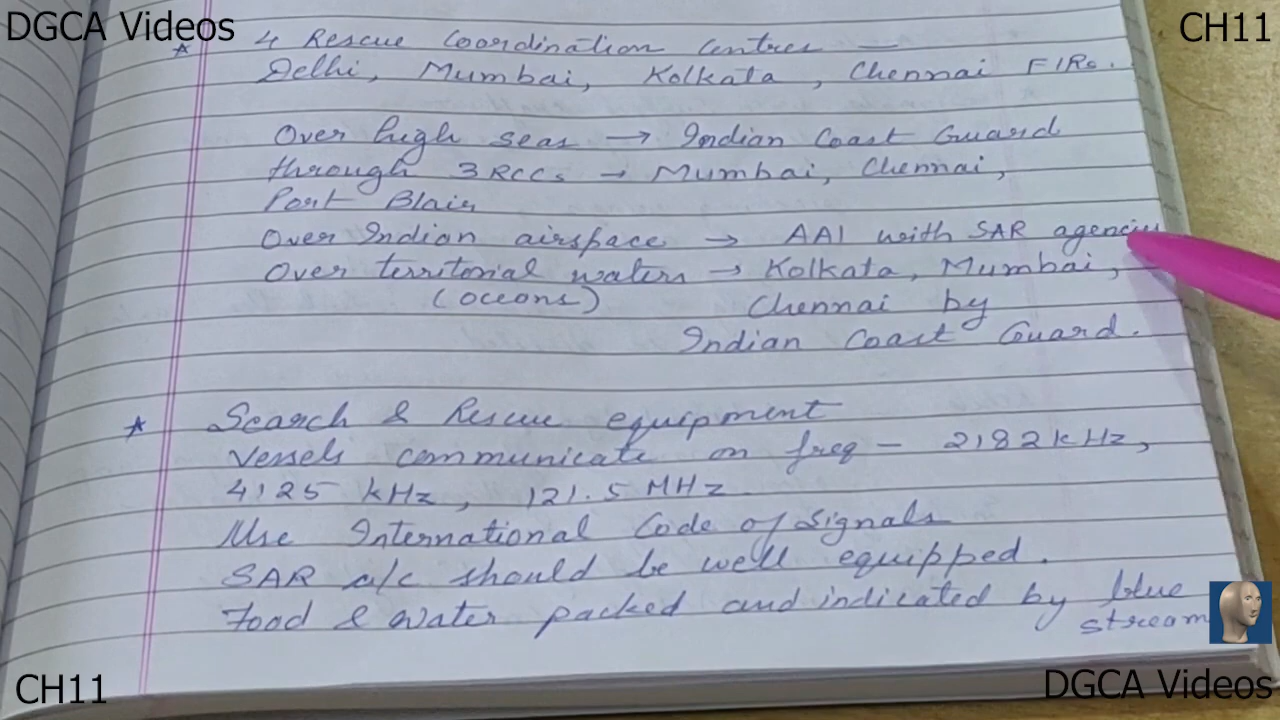 DGCA Videos
CH11
4 Rescue Coordination Centres —
Delhi, Mumbai, Kolkata, Chennai FIRs.
Over high seas → Indian Coast Guard
through 3 RCCs → Mumbai, Chennai,
Port Blair
Over Indian airspace → AAI with SAR agencies
Over territorial waters → Kolkata, Mumbai,
(oceans) Chennai by
Indian Coast Guard.
* Search & Rescue equipment
Vessels communicate on freq - 2182 kHz,
4125 kHz, 121.5 MHz
Use International Code of Signals
SAR a/c should be well equipped.
Food & Water packed and indicated by blue
stream
CH11
DGCA Videos